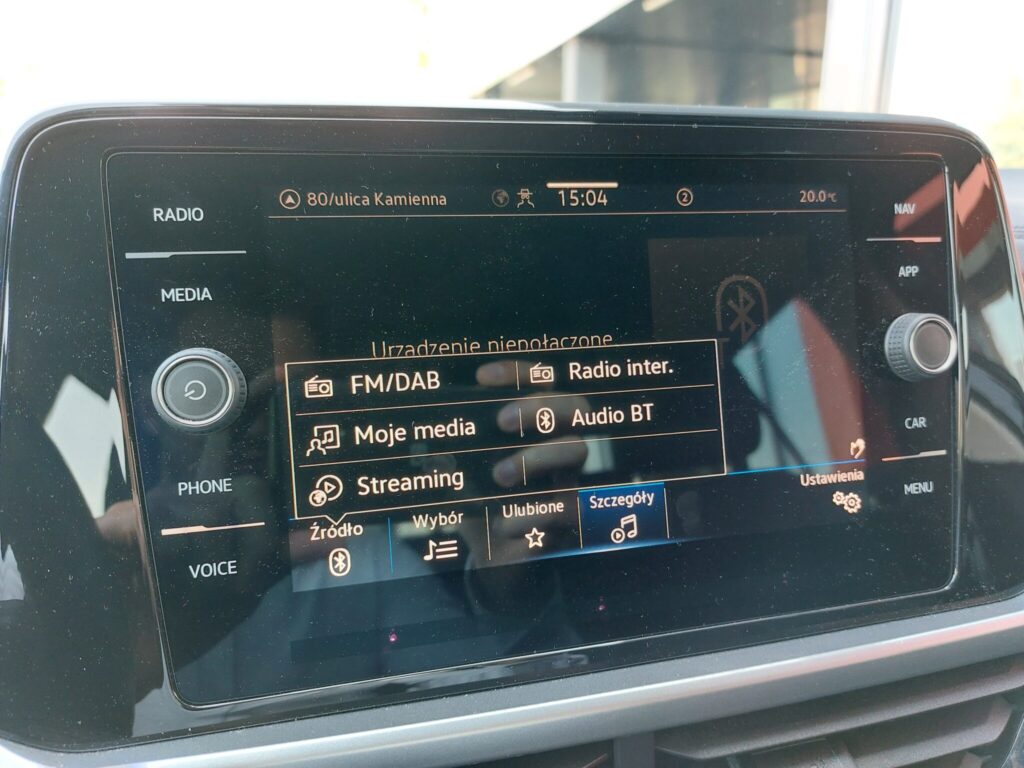 RADIO
MEDIA
PHONE
VOICE
80/ulica Kamienna
15:04
2
20.0°C
Urządzenie niepołączone
FM/DAB
Radio inter.
Moje media
Audio BT
Streaming
Źródło
Wybór
Ulubione
Szczegóły
Ustawienia
NAV
APP
CAR
MENU